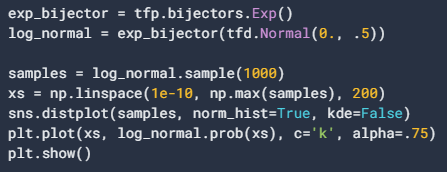 exp_bijector = tfp.bijectors.Exp()
log_normal = exp_bijector(tfd.Normal(0., .5))
samples = log_normal.sample(1000)
xs = np.linspace(1e-10, np.max(samples), 200)
sns.distplot(samples, norm_hist=True, kde=False)
plt.plot(xs, log_normal.prob(xs), c='k', alpha=.75)
plt.show()